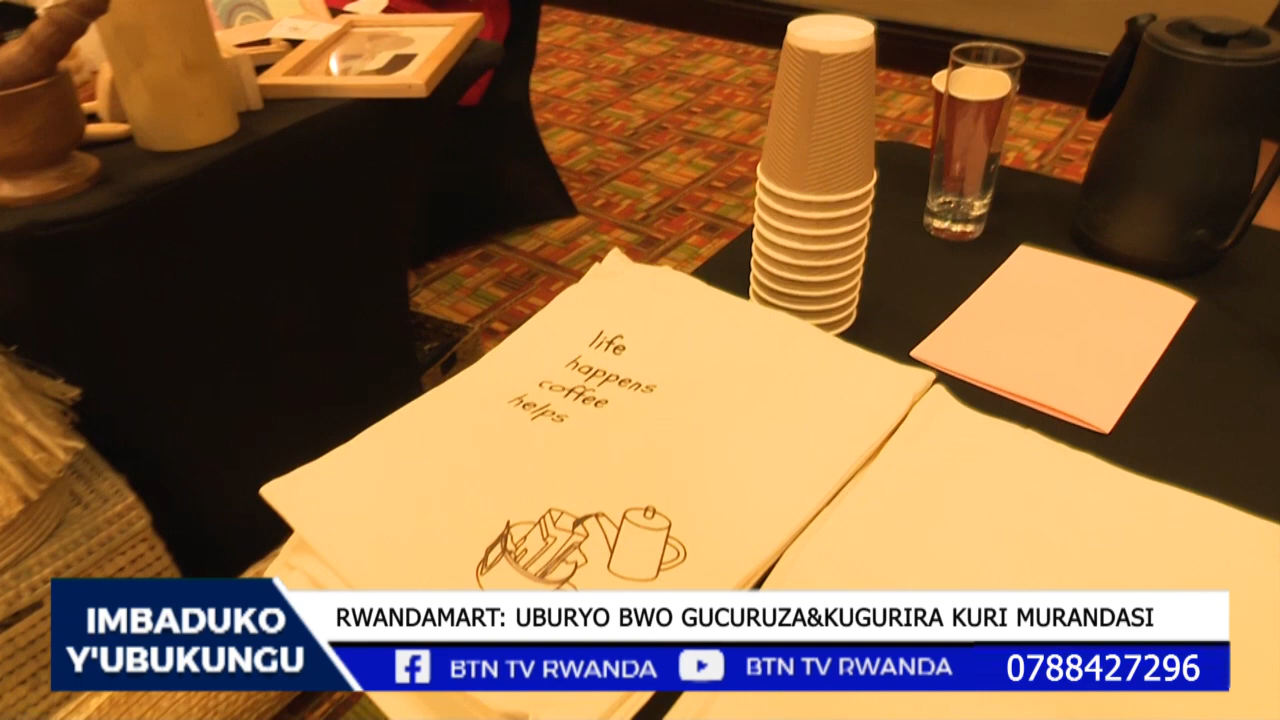 life
happens
coffee
helps
IMBADUKO
Y'UBUKUNGU
RWANDAMART: UBURYO BWO GUCURUZA&KUGURIRA KURI MURANDASI
BTN TV RWANDA
BTN TV RWANDA
0788427296